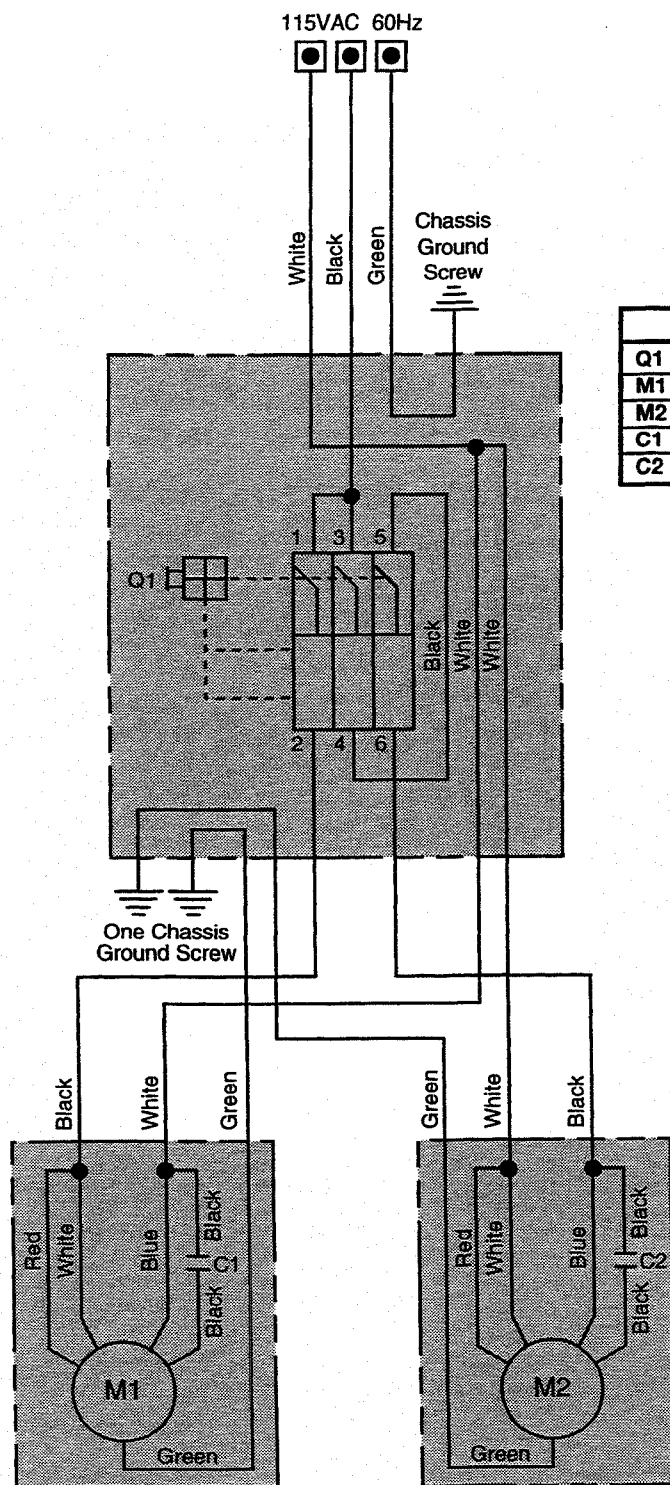 115VAC 60Hz
White
Black
Green
Chassis
Ground
Screw
Q1
M1
M2
C1
C2
1 3 5
Q1
Black
White
White
2 4 6
One Chassis
Ground Screw
Black
White
Green
Green
White
Black
Red
White
Blue
Black
C1
Black
M1
Green
Red
White
Blue
Black
C2
Black
M2
Green